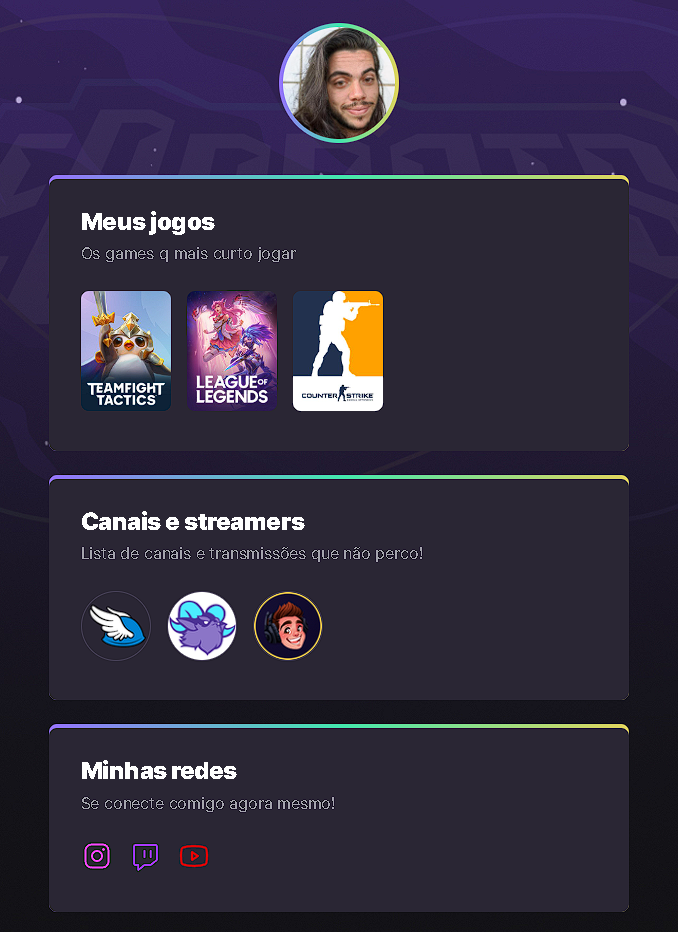 Meus jogos
Os games q mais curto jogar
TEAMFIGHT
TACTICS
LEAGUE OF
LEGENDS
COUNTER STRIKE
Canais e streamers
Lista de canais e transmissões que não perco!
Minhas redes
Se conecte comigo agora mesmo!